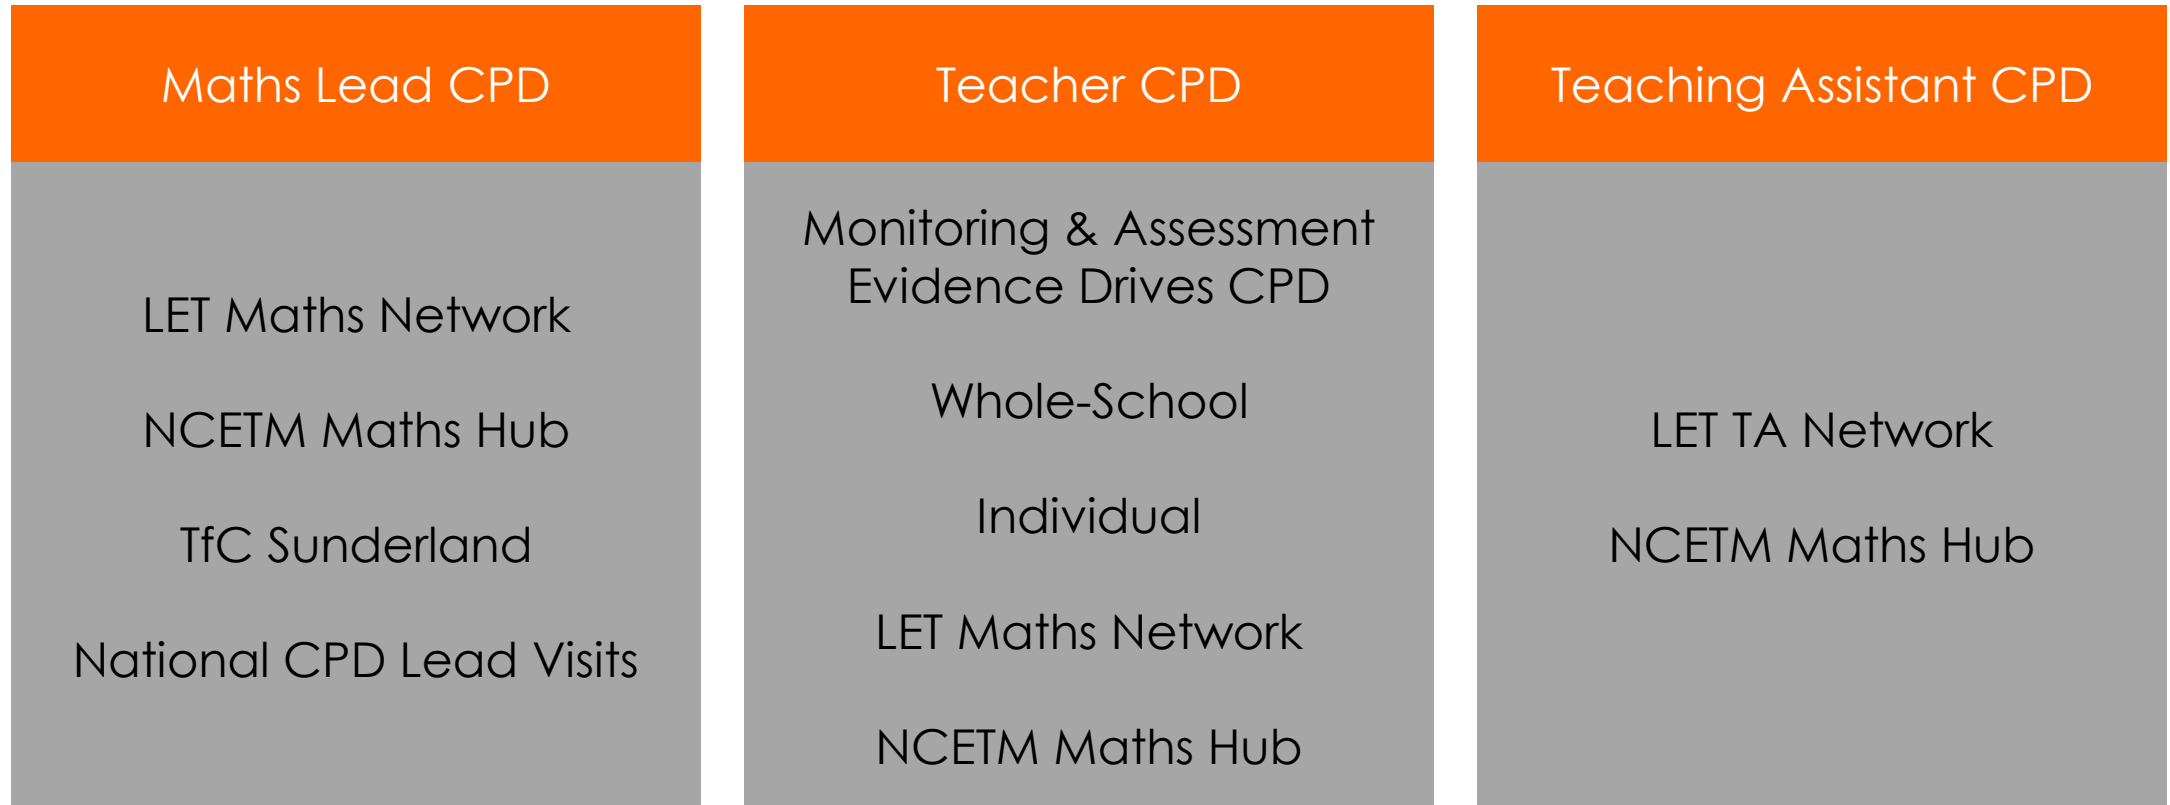 Maths Lead CPD
LET Maths Network
NCETM Maths Hub
TfC Sunderland
National CPD Lead Visits
Teacher CPD
Monitoring & Assessment
Evidence Drives CPD
Whole-School
Individual
LET Maths Network
NCETM Maths Hub
Teaching Assistant CPD
LET TA Network
NCETM Maths Hub